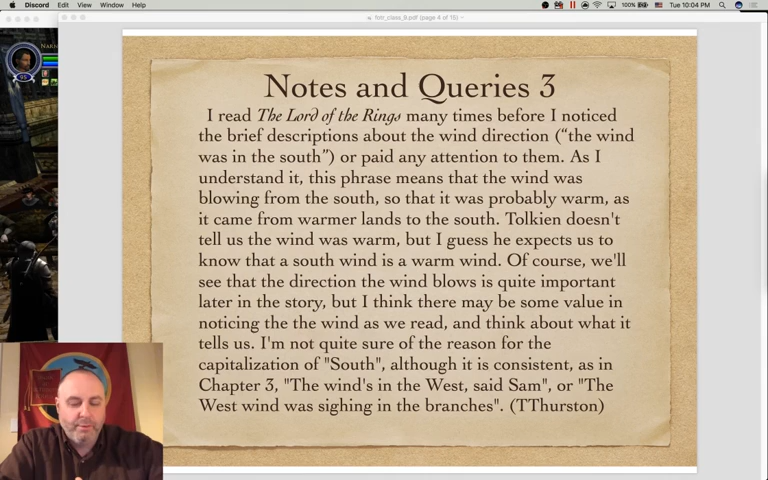 Discord Edit View Window Help
100% Tue 10:04 PM
fotr_class_9.pdf (page 4 of 15)
Notes and Queries 3
I read The Lord of the Rings many times before I noticed
the brief descriptions about the wind direction (“the wind
was in the south”) or paid any attention to them. As I
understand it, this phrase means that the wind was
blowing from the south, so that it was probably warm, as
it came from warmer lands to the south. Tolkien doesn't
tell us the wind was warm, but I guess he expects us to
know that a south wind is a warm wind. Of course, we'll
see that the direction the wind blows is quite important
later in the story, but I think there may be some value in
noticing the the wind as we read, and think about what it
tells us. I'm not quite sure of the reason for the
capitalization of "South", although it is consistent, as in
Chapter 3, "The wind's in the West, said Sam", or "The
West wind was sighing in the branches". (TThurston)